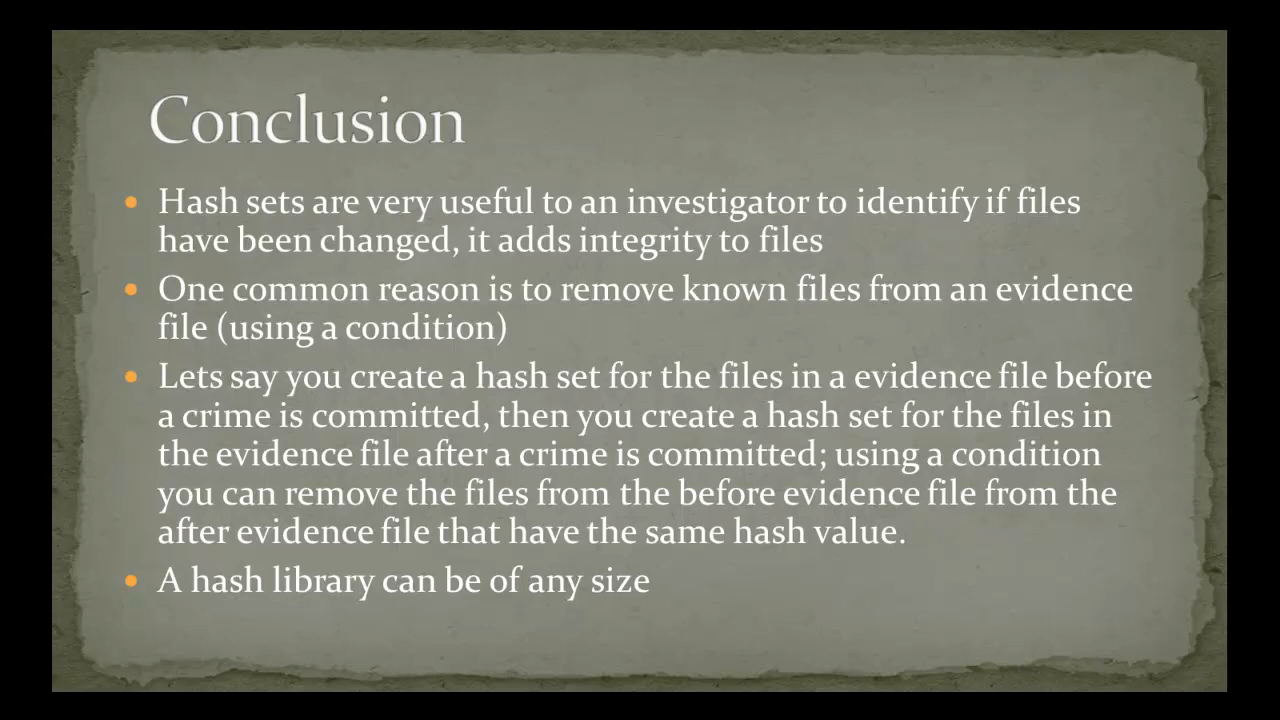 Conclusion
Hash sets are very useful to an investigator to identify if files
have been changed, it adds integrity to files
One common reason is to remove known files from an evidence
file (using a condition)
Lets say you create a hash set for the files in a evidence file before
a crime is committed, then you create a hash set for the files in
the evidence file after a crime is committed; using a condition
you can remove the files from the before evidence file from the
after evidence file that have the same hash value.
A hash library can be of any size